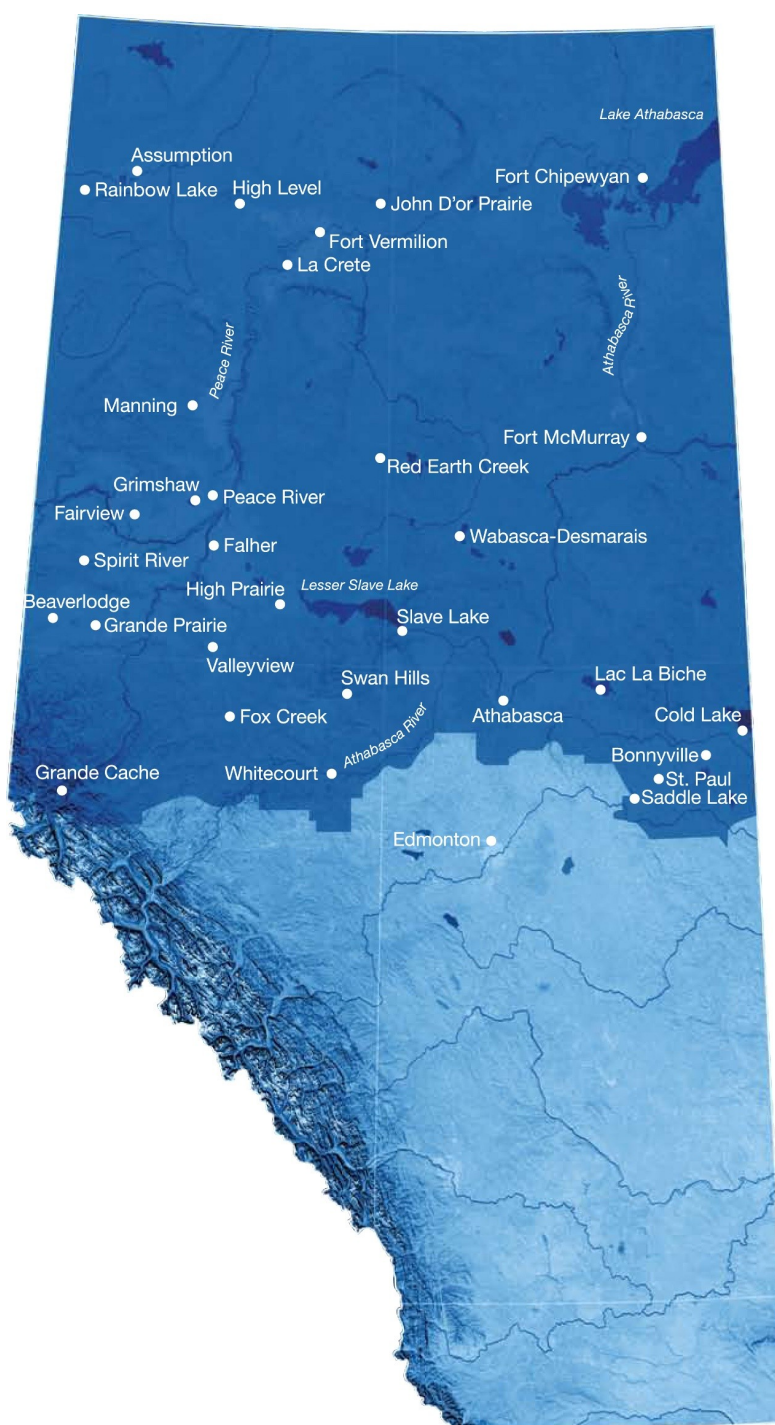 Lake Athabasca
Assumption
Fort Chipewyan
Rainbow Lake
High Level
John D'or Prairie
Fort Vermilion
La Crete
Athabasca River
Peace River
Manning
Fort McMurray
Red Earth Creek
Grimshaw
Peace River
Fairview
Wabasca-Desmarais
Falher
Spirit River
Lesser Slave Lake
High Prairie
Beaverlodge
Slave Lake
Grande Prairie
Valleyview
Lac La Biche
Swan Hills
Athabasca
Cold Lake
Fox Creek
Athabasca River
Bonnyville
Grande Cache
Whitecourt
St. Paul
Saddle Lake
Edmonton